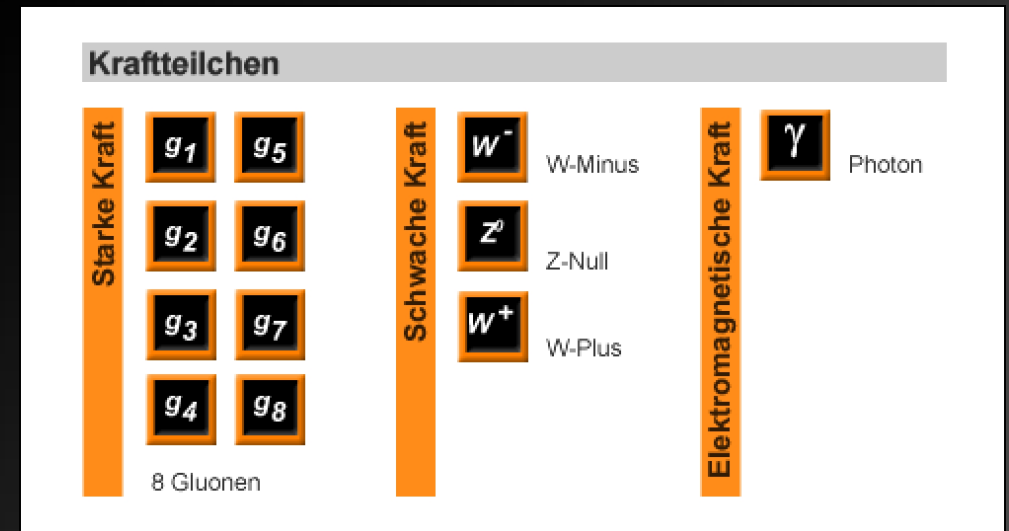 Kraftteilchen
Starke Kraft
g1 g5
g2 g6
g3 g7
g4 g8
8 Gluonen
Schwache Kraft
W- W-Minus
Z0 Z-Null
W+ W-Plus
Elektromagnetische Kraft
γ Photon